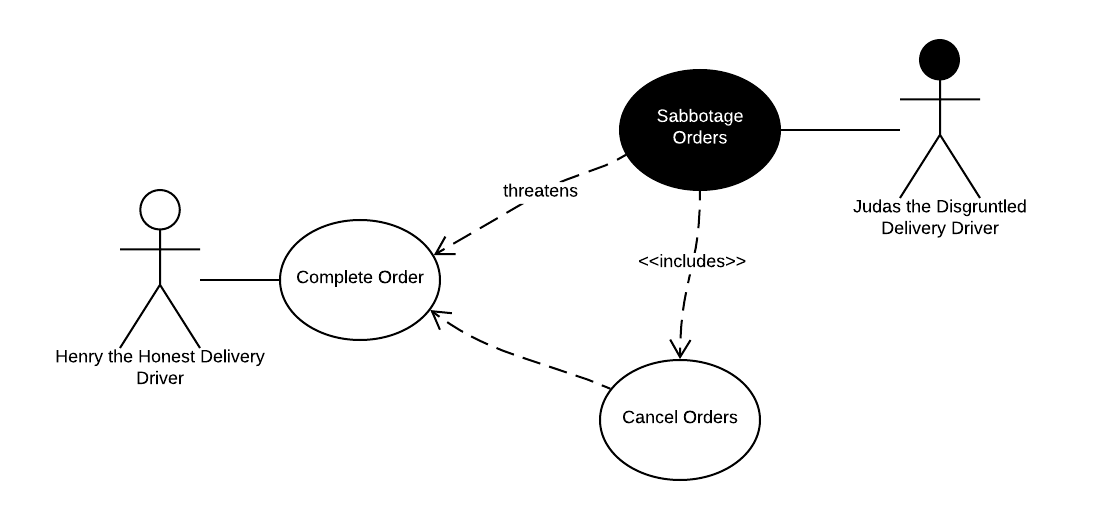 Sabbotage
Orders
threatens
Judas the Disgruntled
Delivery Driver
<<includes>>
Complete Order
Henry the Honest Delivery
Driver
Cancel Orders